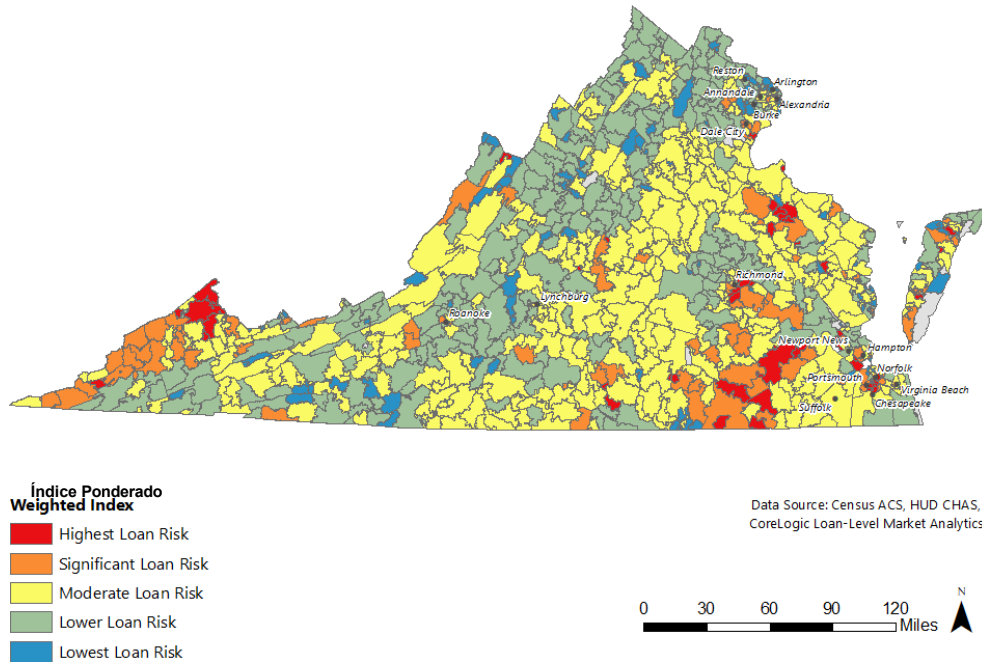 Reston
Arlington
Annandale
Alexandria
Burke
Dale City
Richmond
Lynchburg
Roanoke
Newport News
Hampton
Norfolk
Portsmouth
Virginia Beach
Suffolk
Chesapeake
Índice Ponderado
Weighted Index
Highest Loan Risk
Significant Loan Risk
Moderate Loan Risk
Lower Loan Risk
Lowest Loan Risk
Data Source: Census ACS, HUD CHAS,
CoreLogic Loan-Level Market Analytics
N
0 30 60 90 120
Miles